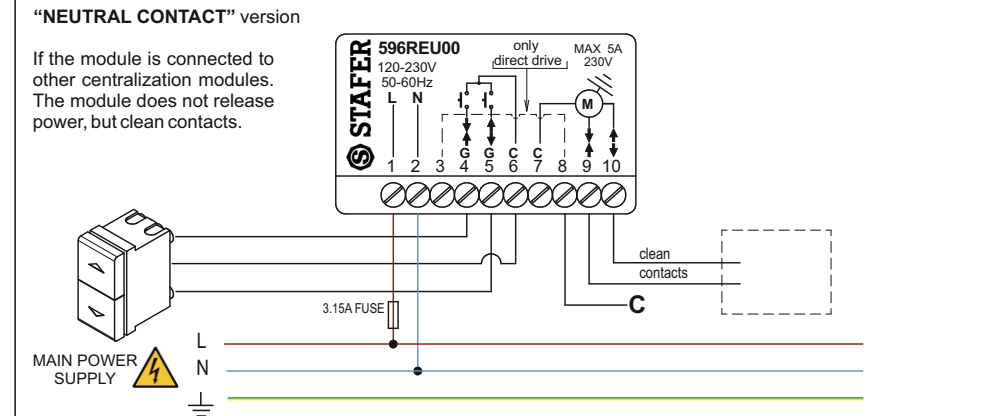 “NEUTRAL CONTACT” version
If the module is connected to
other centralization modules.
The module does not release
power, but clean contacts.
STAFER
596REU00
120-230V
50-60Hz
L N
only
direct drive
MAX 5A
230V
M
G G C C
1 2 3 4 5 6 7 8 9 10
clean
contacts
3.15A FUSE
C
MAIN POWER
SUPPLY
L
N